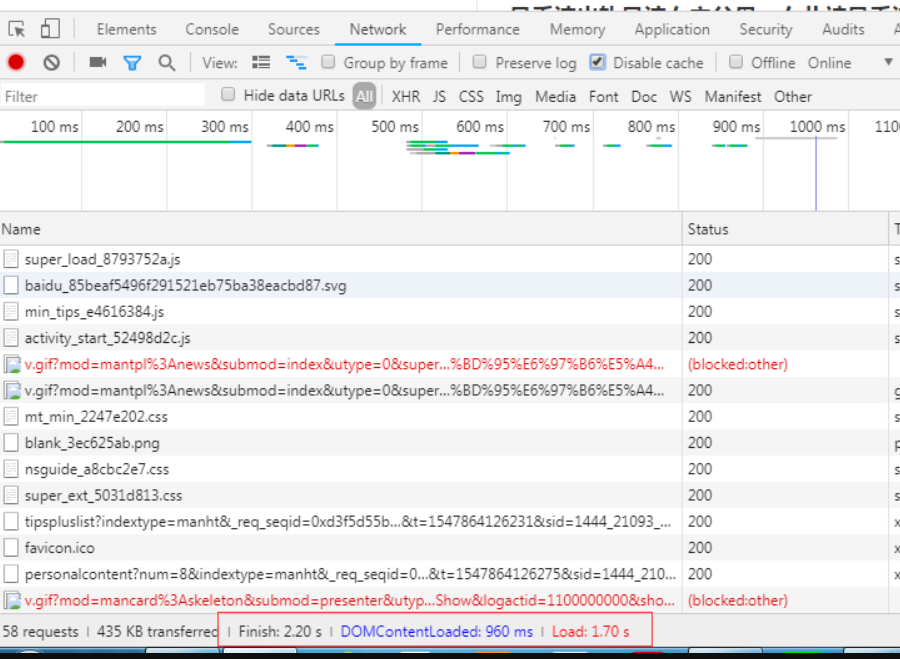 Elements Console Sources Network Performance Memory Application Security Audits
View: Group by frame Preserve log Disable cache Offline Online
Filter Hide data URLs All XHR JS CSS Img Media Font Doc WS Manifest Other
100 ms 200 ms 300 ms 400 ms 500 ms 600 ms 700 ms 800 ms 900 ms 1000 ms 110
Name Status
super_load_8793752a.js 200
baidu_85beaf5496f291521eb75ba38eacbd87.svg 200
min_tips_e4616384.js 200
activity_start_52498d2c.js 200
v.gif?mod=mantpl%3Anews&submod=index&utype=0&super...%BD%95%E6%97%B6%E5%A4... (blocked:other)
v.gif?mod=mantpl%3Anews&submod=index&utype=0&super...%BD%95%E6%97%B6%E5%A4... 200
mt_min_2247e202.css 200
blank_3ec625ab.png 200
nsguide_a8cbc2e7.css 200
super_ext_5031d813.css 200
tipspluslist?indextype=manht&_req_seqid=0xd3f5d55b...&t=1547864126231&sid=1444_21093_... 200
favicon.ico 200
personalcontent?num=8&indextype=manht&_req_seqid=0...&t=1547864126275&sid=1444_210... 200
v.gif?mod=mancard%3Askeleton&submod=presenter&utyp...Show&logactid=1100000000&sho... (blocked:other)
58 requests | 435 KB transferred | Finish: 2.20 s | DOMContentLoaded: 960 ms | Load: 1.70 s